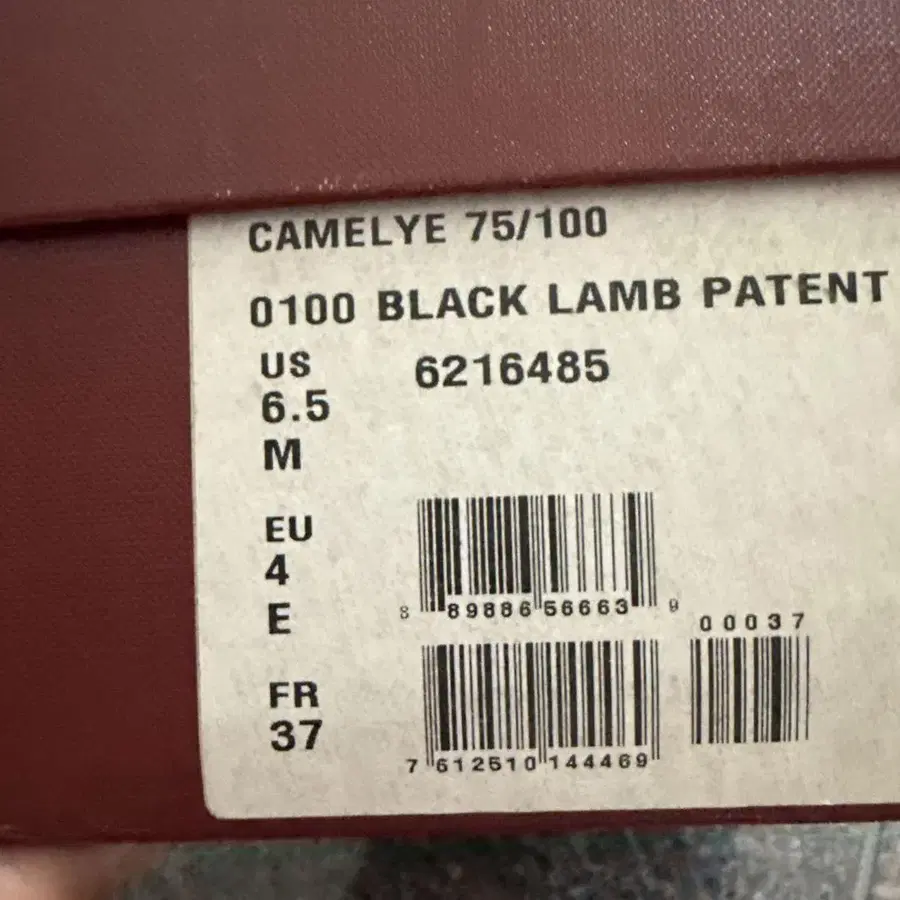 CAMELYE 75/100
0100 BLACK LAMB PATENT
US 6216485
6.5
M
EU
4
E
8 89886 56663 9
00037
FR
37
7 612510 144469